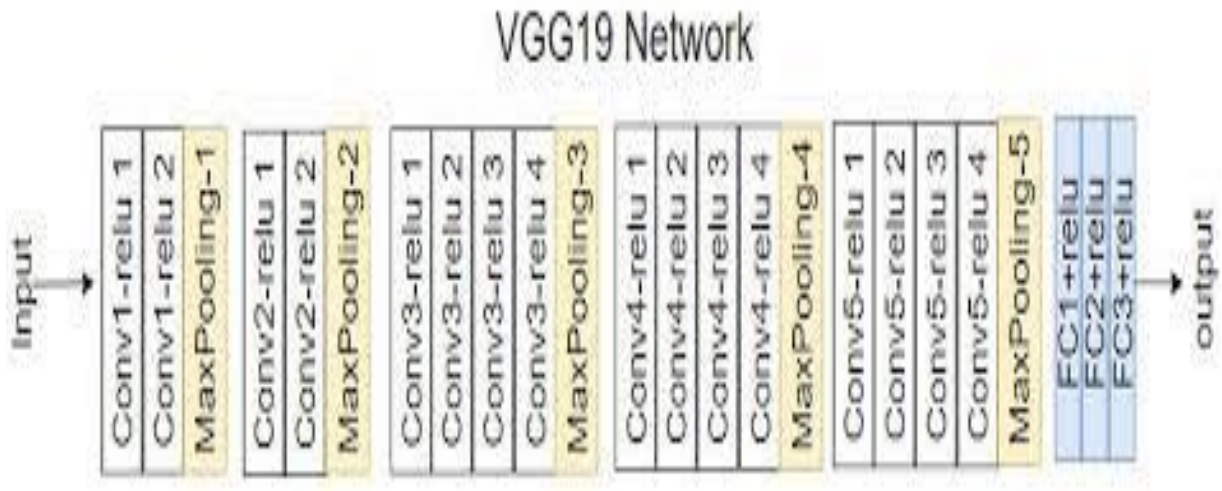 VGG19 Network
Input
Conv1-relu 1
Conv1-relu 2
MaxPooling-1
Conv2-relu 1
Conv2-relu 2
MaxPooling-2
Conv3-relu 1
Conv3-relu 2
Conv3-relu 3
Conv3-relu 4
MaxPooling-3
Conv4-relu 1
Conv4-relu 2
Conv4-relu 3
Conv4-relu 4
MaxPooling-4
Conv5-relu 1
Conv5-relu 2
Conv5-relu 3
Conv5-relu 4
MaxPooling-5
FC1+relu
FC2+relu
FC3+relu
output